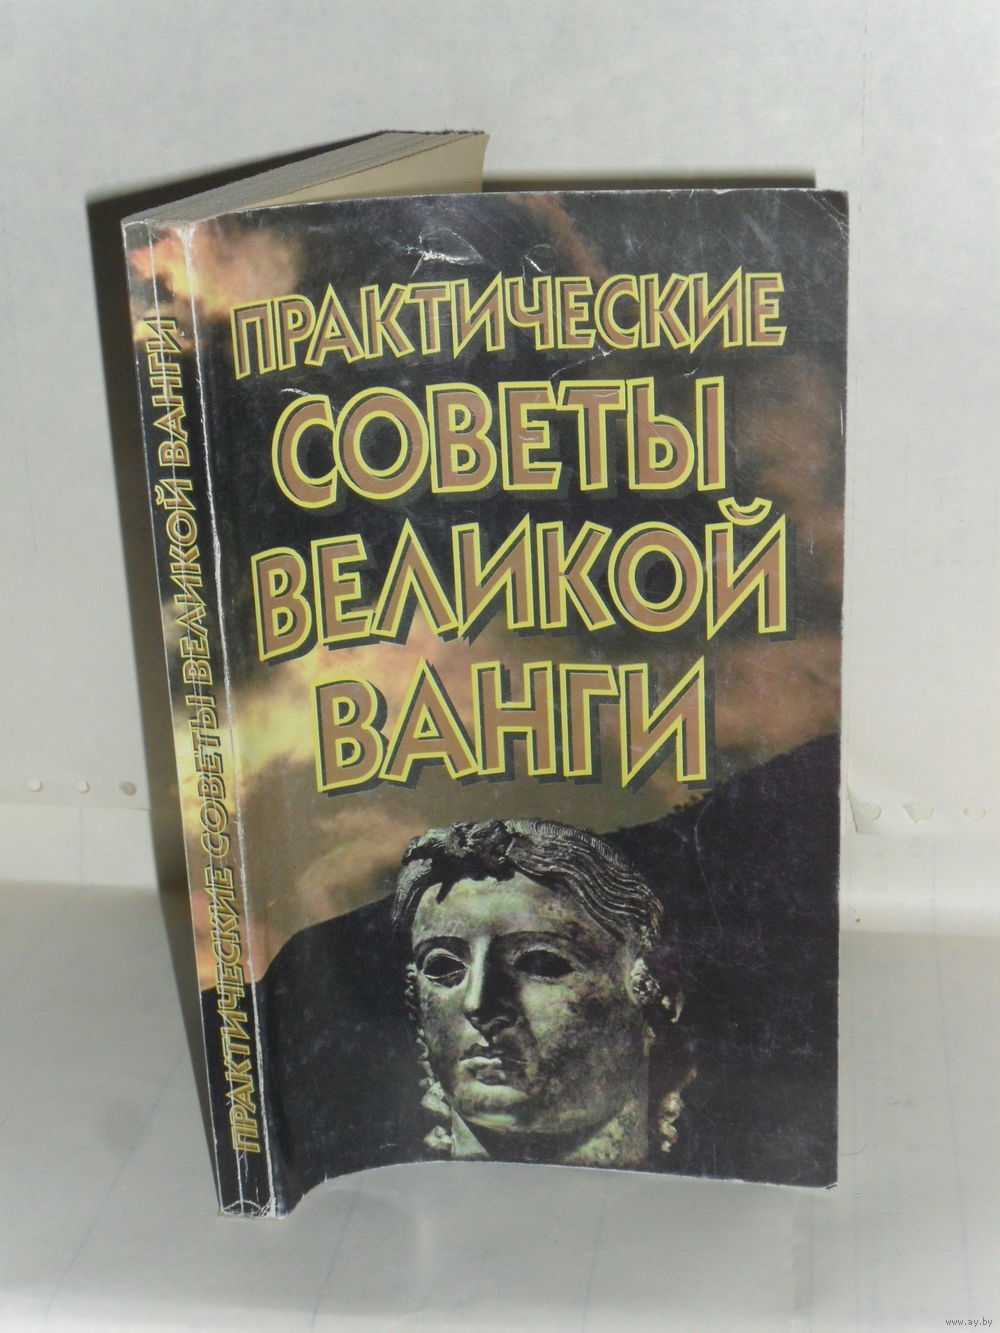 ПРАКТИЧЕСКИЕ
СОВЕТЫ
ВЕЛИКОЙ
ВАНГИ
ПРАКТИЧЕСКИЕ СОВЕТЫ ВЕЛИКОЙ ВАНГИ
www.ay.by